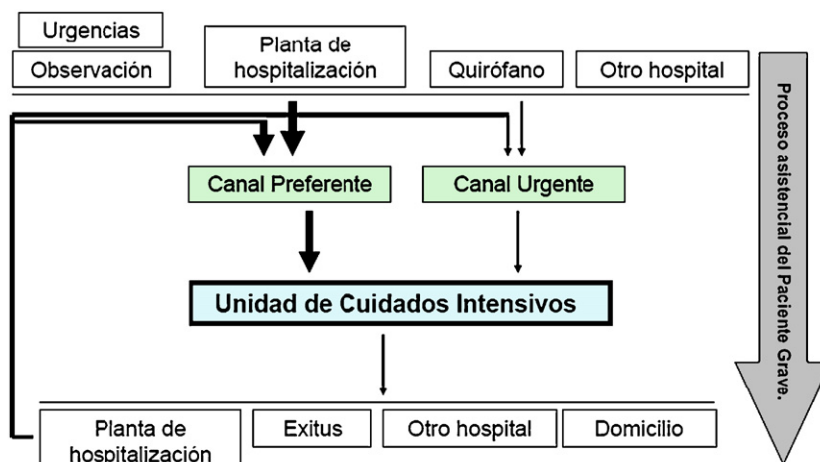 Urgencias
Observación
Planta de
hospitalización
Quirófano
Otro hospital
Canal Preferente
Canal Urgente
Unidad de Cuidados Intensivos
Planta de
hospitalización
Exitus
Otro hospital
Domicilio
Proceso asistencial del Paciente Grave.